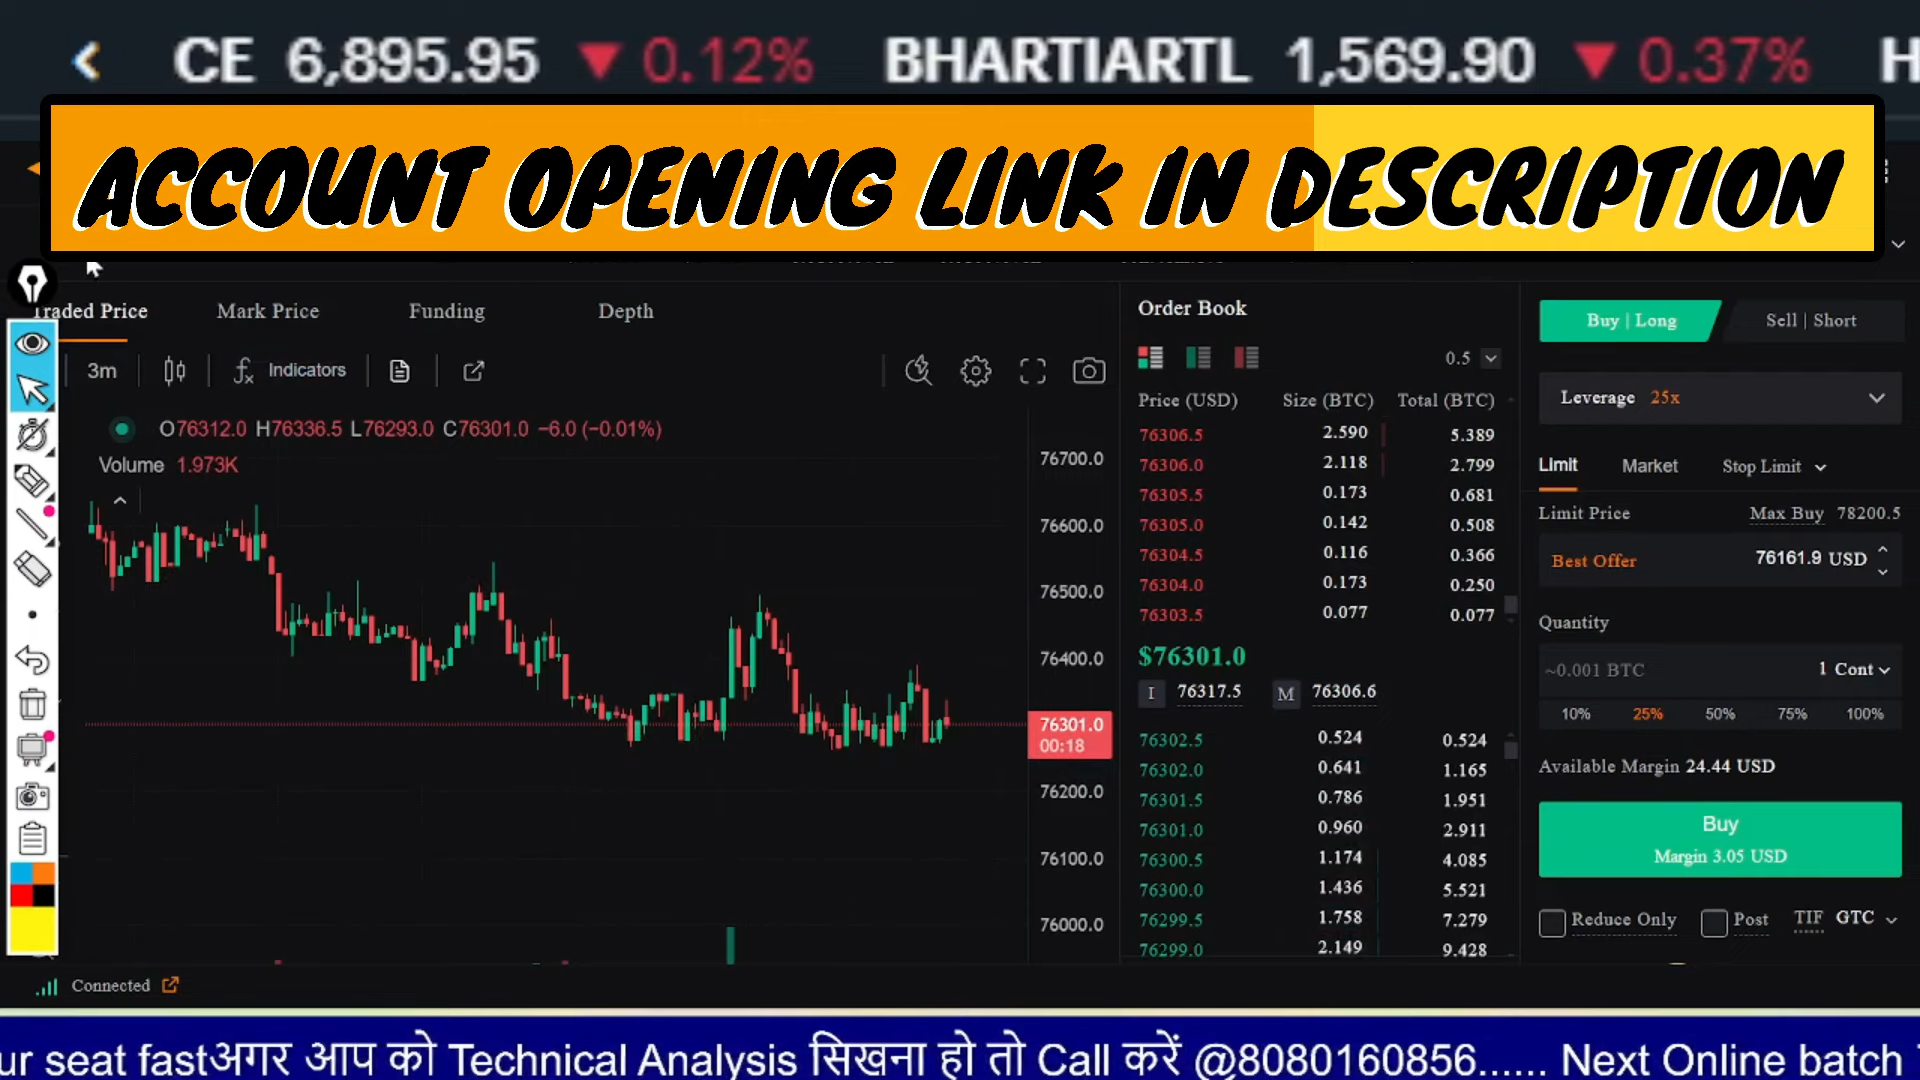 CE 6,895.95 ▼ 0.12% BHARTIARTL 1,569.90 ▼ 0.37% H
ACCOUNT OPENING LINK IN DESCRIPTION
Traded Price Mark Price Funding Depth
3m Indicators
O76312.0 H76336.5 L76293.0 C76301.0 −6.0 (−0.01%)
Volume 1.973K
76700.0
76600.0
76500.0
76400.0
76301.0
00:18
76200.0
76100.0
76000.0
Order Book
0.5
Price (USD) Size (BTC) Total (BTC)
76306.5 2.590 5.389
76306.0 2.118 2.799
76305.5 0.173 0.681
76305.0 0.142 0.508
76304.5 0.116 0.366
76304.0 0.173 0.250
76303.5 0.077 0.077
$76301.0
I 76317.5 M 76306.6
76302.5 0.524 0.524
76302.0 0.641 1.165
76301.5 0.786 1.951
76301.0 0.960 2.911
76300.5 1.174 4.085
76300.0 1.436 5.521
76299.5 1.758 7.279
76299.0 2.149 9.428
Buy | Long Sell | Short
Leverage 25x
Limit Market Stop Limit
Limit Price Max Buy 78200.5
Best Offer 76161.9 USD
Quantity
~0.001 BTC 1 Cont
10% 25% 50% 75% 100%
Available Margin 24.44 USD
Buy
Margin 3.05 USD
Reduce Only Post TIF GTC
Connected
ur seat fastअगर आप को Technical Analysis सिखना हो तो Call करें @8080160856...... Next Online batch